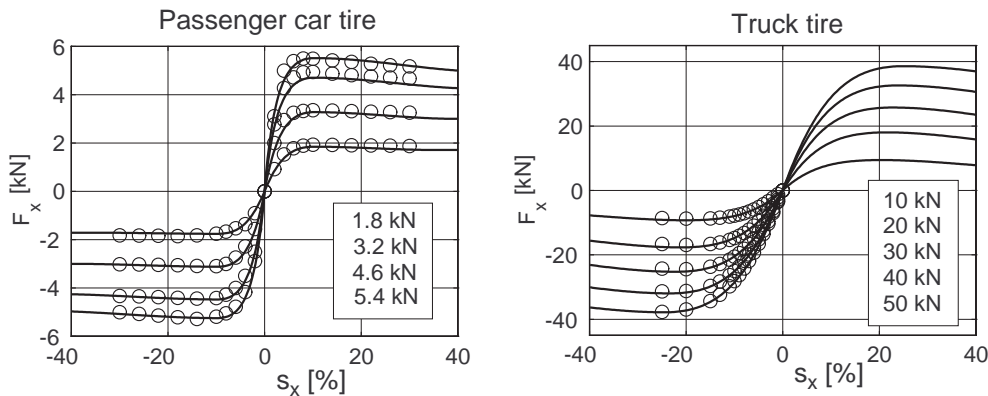 Passenger car tire
6
4
2
0
-2
-4
-6
F_x [kN]
1.8 kN
3.2 kN
4.6 kN
5.4 kN
-40
-20
0
20
40
s_x [%]
Truck tire
40
20
0
-20
-40
F_x [kN]
10 kN
20 kN
30 kN
40 kN
50 kN
-40
-20
0
20
40
s_x [%]